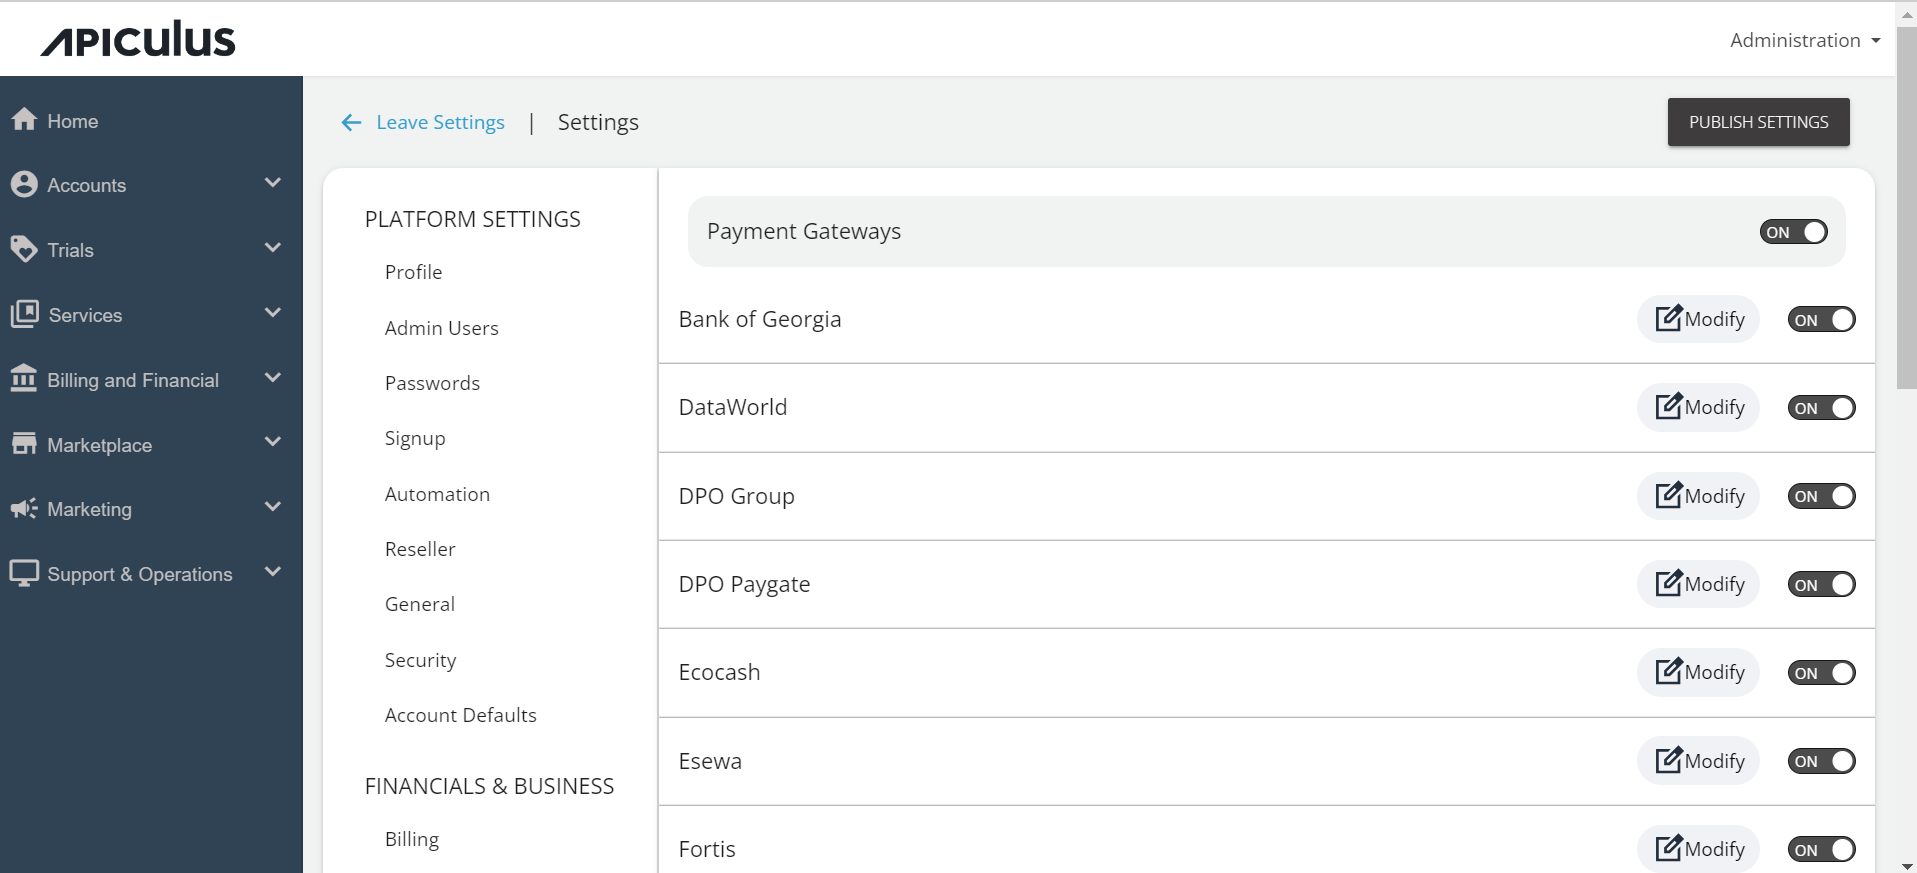 APICULUS
Administration
Home
Accounts
Trials
Services
Billing and Financial
Marketplace
Marketing
Support & Operations
Leave Settings | Settings
PUBLISH SETTINGS
PLATFORM SETTINGS
Profile
Admin Users
Passwords
Signup
Automation
Reseller
General
Security
Account Defaults
FINANCIALS & BUSINESS
Billing
Payment Gateways ON
Bank of Georgia Modify ON
DataWorld Modify ON
DPO Group Modify ON
DPO Paygate Modify ON
Ecocash Modify ON
Esewa Modify ON
Fortis Modify ON